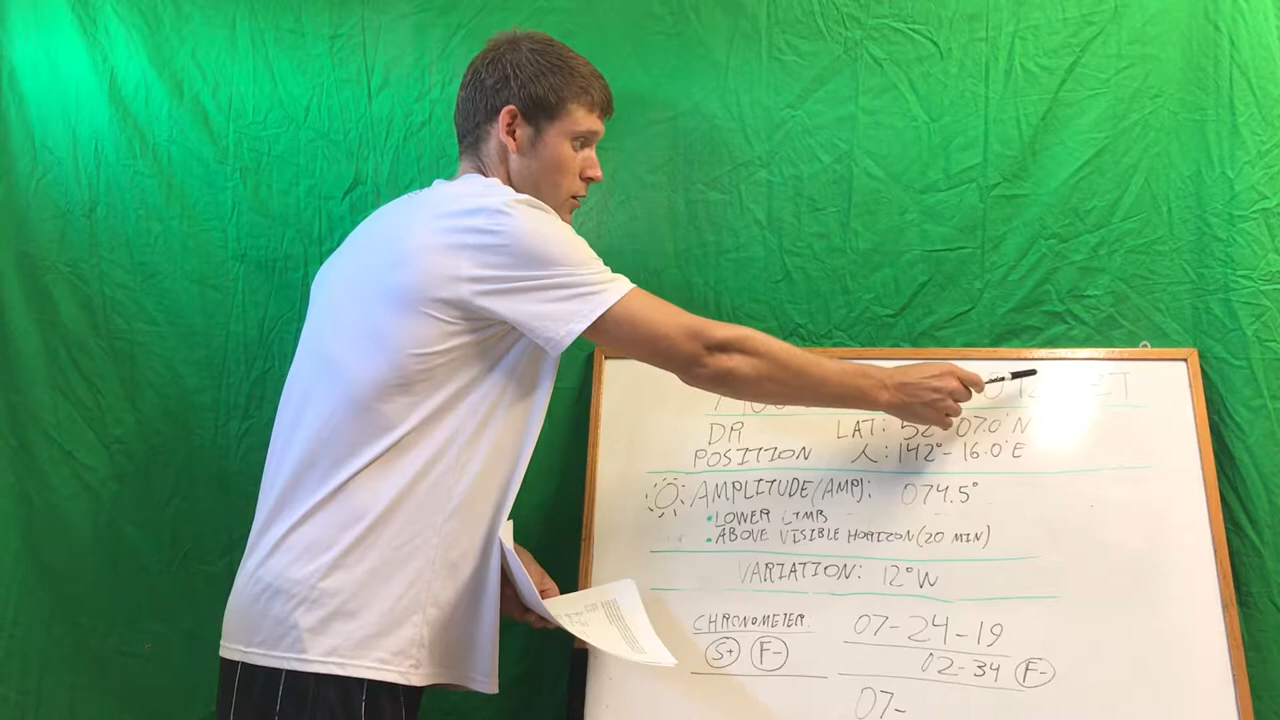 DR LAT: 52°-07.0'N
POSITION 人: 142°-16.0'E
AMPLITUDE (AMP): 074.5°
• LOWER LIMB
• ABOVE VISIBLE HORIZON (20 MIN)
VARIATION: 12°W
CHRONOMETER: 07-24-19
S+ F- 02-34 F-
07-